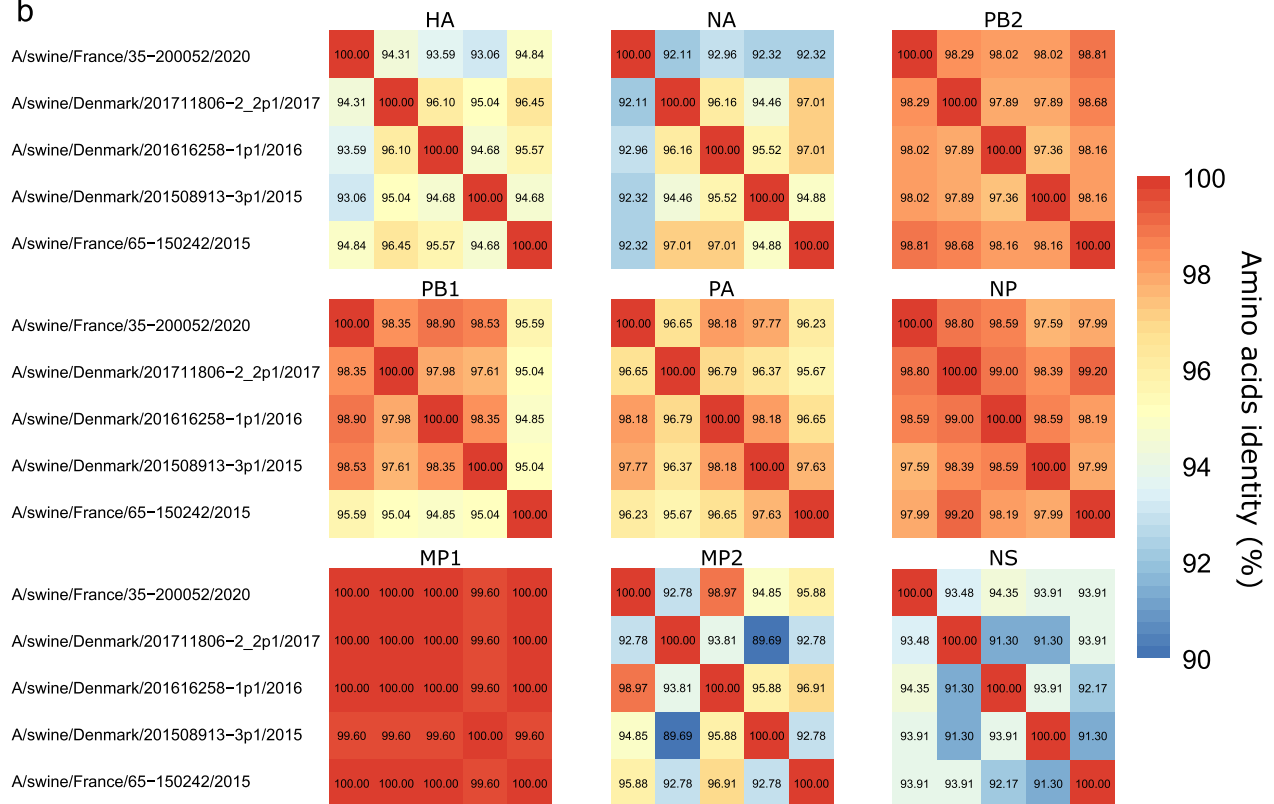 b
HA NA PB2
A/swine/France/35−200052/2020 100.00 94.31 93.59 93.06 94.84 100.00 92.11 92.96 92.32 92.32 100.00 98.29 98.02 98.02 98.81
A/swine/Denmark/201711806−2_2p1/2017 94.31 100.00 96.10 95.04 96.45 92.11 100.00 96.16 94.46 97.01 98.29 100.00 97.89 97.89 98.68
A/swine/Denmark/201616258−1p1/2016 93.59 96.10 100.00 94.68 95.57 92.96 96.16 100.00 95.52 97.01 98.02 97.89 100.00 97.36 98.16
A/swine/Denmark/201508913−3p1/2015 93.06 95.04 94.68 100.00 94.68 92.32 94.46 95.52 100.00 94.88 98.02 97.89 97.36 100.00 98.16
A/swine/France/65−150242/2015 94.84 96.45 95.57 94.68 100.00 92.32 97.01 97.01 94.88 100.00 98.81 98.68 98.16 98.16 100.00
PB1 PA NP
A/swine/France/35−200052/2020 100.00 98.35 98.90 98.53 95.59 100.00 96.65 98.18 97.77 96.23 100.00 98.80 98.59 97.59 97.99
A/swine/Denmark/201711806−2_2p1/2017 98.35 100.00 97.98 97.61 95.04 96.65 100.00 96.79 96.37 95.67 98.80 100.00 99.00 98.39 99.20
A/swine/Denmark/201616258−1p1/2016 98.90 97.98 100.00 98.35 94.85 98.18 96.79 100.00 98.18 96.65 98.59 99.00 100.00 98.59 98.19
A/swine/Denmark/201508913−3p1/2015 98.53 97.61 98.35 100.00 95.04 97.77 96.37 98.18 100.00 97.63 97.59 98.39 98.59 100.00 97.99
A/swine/France/65−150242/2015 95.59 95.04 94.85 95.04 100.00 96.23 95.67 96.65 97.63 100.00 97.99 99.20 98.19 97.99 100.00
MP1 MP2 NS
A/swine/France/35−200052/2020 100.00 100.00 100.00 99.60 100.00 100.00 92.78 98.97 94.85 95.88 100.00 93.48 94.35 93.91 93.91
A/swine/Denmark/201711806−2_2p1/2017 100.00 100.00 100.00 99.60 100.00 92.78 100.00 93.81 89.69 92.78 93.48 100.00 91.30 91.30 93.91
A/swine/Denmark/201616258−1p1/2016 100.00 100.00 100.00 99.60 100.00 98.97 93.81 100.00 95.88 96.91 94.35 91.30 100.00 93.91 92.17
A/swine/Denmark/201508913−3p1/2015 99.60 99.60 99.60 100.00 99.60 94.85 89.69 95.88 100.00 92.78 93.91 91.30 93.91 100.00 91.30
A/swine/France/65−150242/2015 100.00 100.00 100.00 99.60 100.00 95.88 92.78 96.91 92.78 100.00 93.91 93.91 92.17 91.30 100.00
100
98
96
94
92
90
Amino acids identity (%)